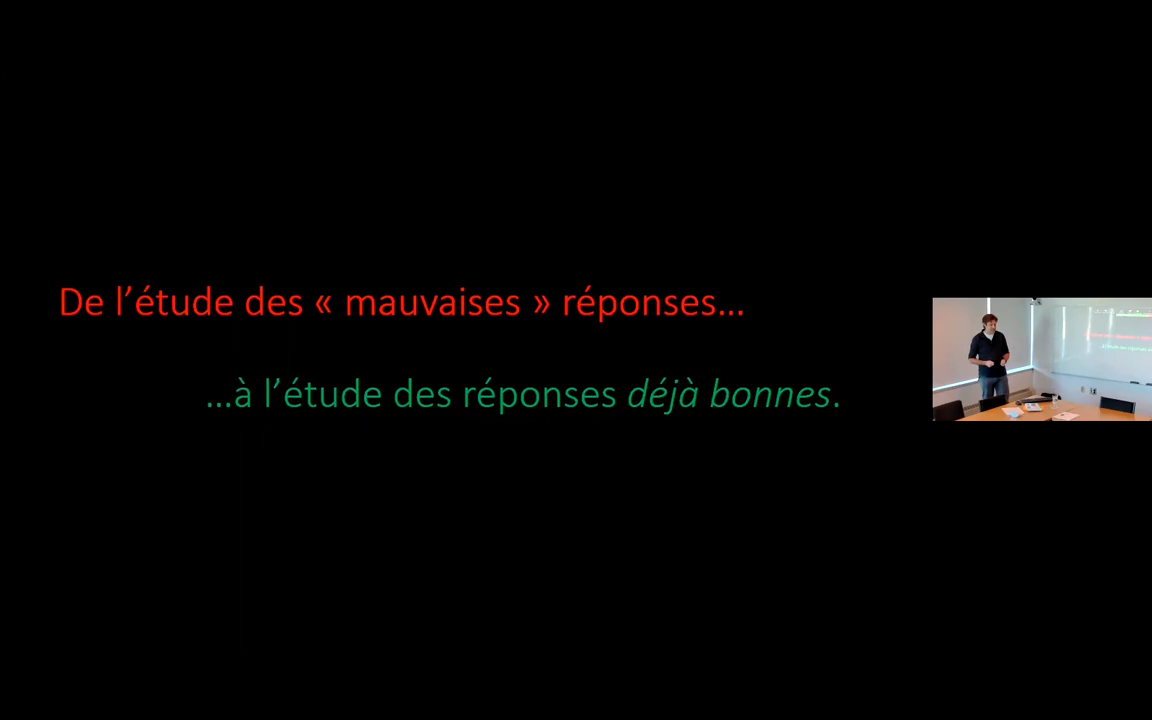 De l’étude des « mauvaises » réponses…
…à l’étude des réponses déjà bonnes.